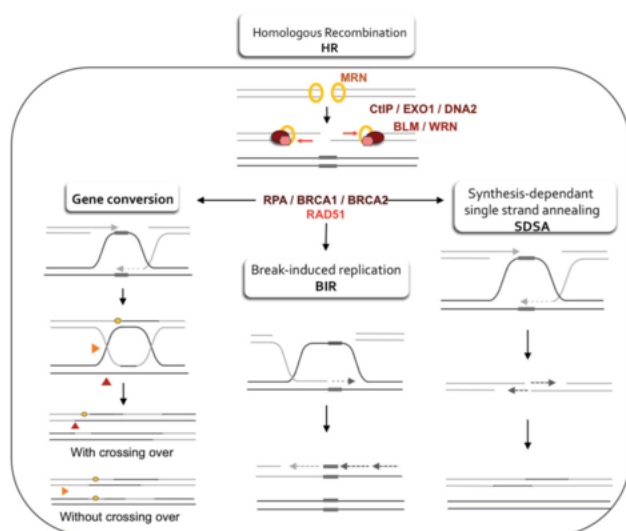 Homologous Recombination
HR
MRN
CtIP / EXO1 / DNA2
BLM / WRN
Gene conversion
RPA / BRCA1 / BRCA2
RAD51
Synthesis-dependant
single strand annealing
SDSA
Break-induced replication
BIR
With crossing over
Without crossing over